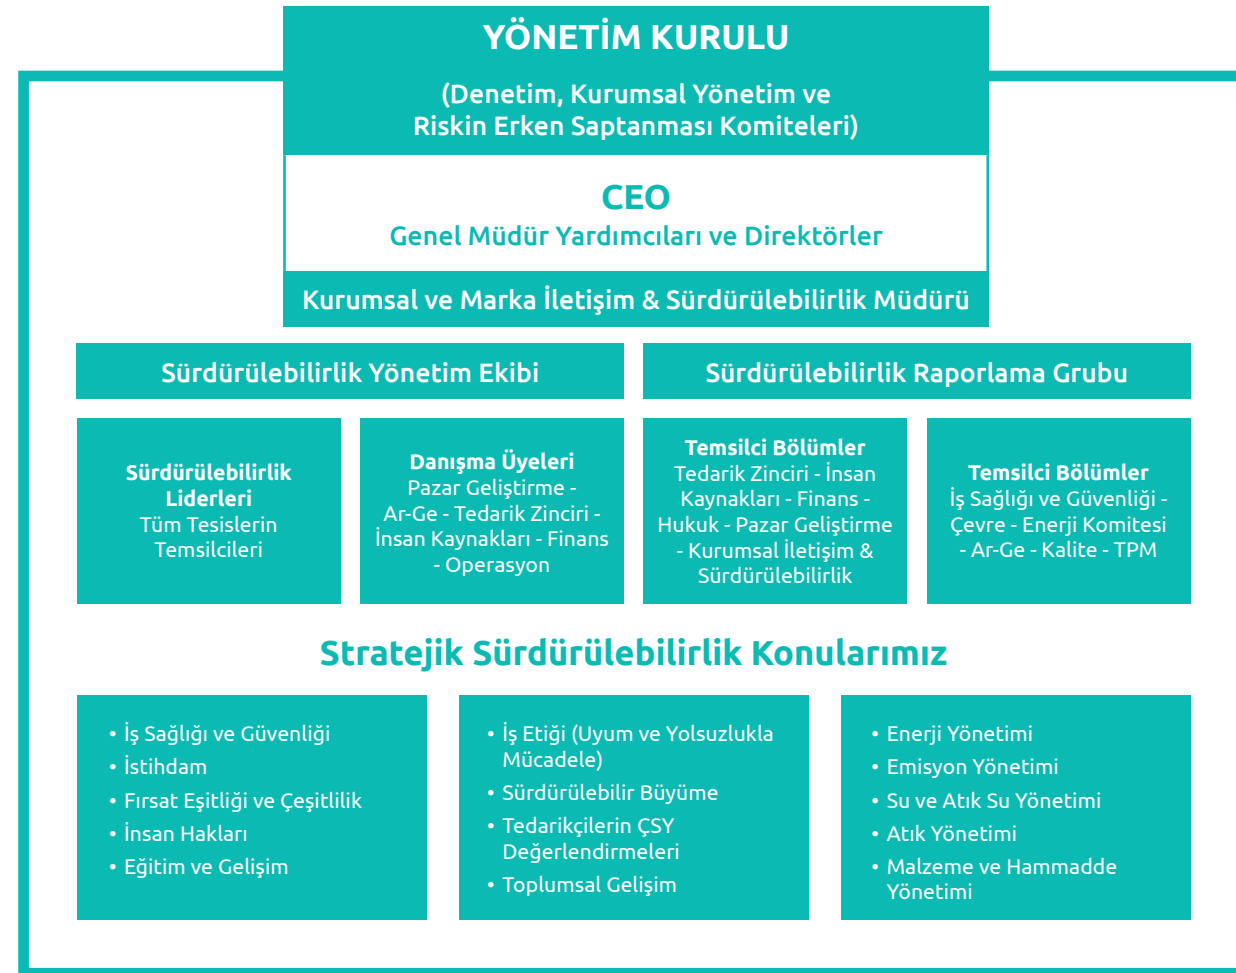 YÖNETİM KURULU
(Denetim, Kurumsal Yönetim ve
Riskin Erken Saptanması Komiteleri)
CEO
Genel Müdür Yardımcıları ve Direktörler
Kurumsal ve Marka İletişim & Sürdürülebilirlik Müdürü
Sürdürülebilirlik Yönetim Ekibi
Sürdürülebilirlik Raporlama Grubu
Sürdürülebilirlik
Liderleri
Tüm Tesislerin
Temsilcileri
Danışma Üyeleri
Pazar Geliştirme -
Ar-Ge - Tedarik Zinciri -
İnsan Kaynakları - Finans
- Operasyon
Temsilci Bölümler
Tedarik Zinciri - İnsan
Kaynakları - Finans -
Hukuk - Pazar Geliştirme
- Kurumsal İletişim &
Sürdürülebilirlik
Temsilci Bölümler
İş Sağlığı ve Güvenliği -
Çevre - Enerji Komitesi
- Ar-Ge - Kalite - TPM
Stratejik Sürdürülebilirlik Konularımız
• İş Sağlığı ve Güvenliği
• İstihdam
• Fırsat Eşitliği ve Çeşitlilik
• İnsan Hakları
• Eğitim ve Gelişim
• İş Etiği (Uyum ve Yolsuzlukla
Mücadele)
• Sürdürülebilir Büyüme
• Tedarikçilerin ÇSY
Değerlendirmeleri
• Toplumsal Gelişim
• Enerji Yönetimi
• Emisyon Yönetimi
• Su ve Atık Su Yönetimi
• Atık Yönetimi
• Malzeme ve Hammadde
Yönetimi